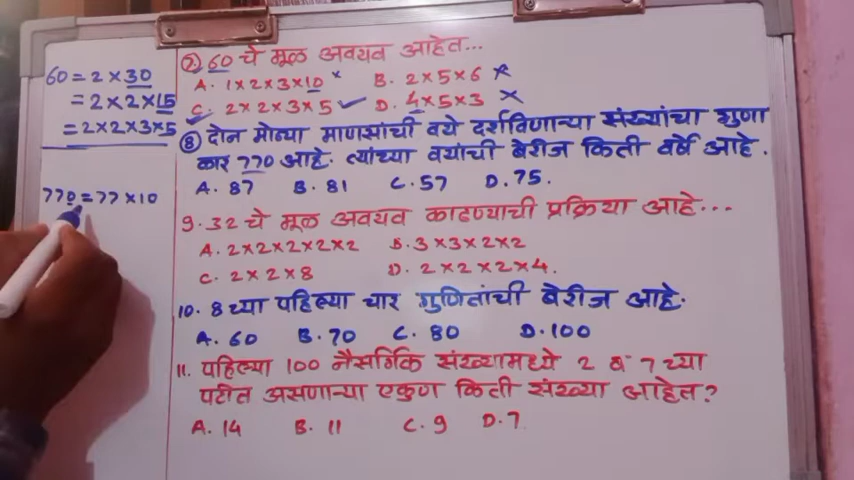 60 = 2 × 30
= 2 × 2 × 15
= 2 × 2 × 3 × 5
770 = 77 × 10
7. 60 चे मूळ अवयव आहेत...
A. 1 × 2 × 3 × 10 × B. 2 × 5 × 6 ×
C. 2 × 2 × 3 × 5 ✓ D. 4 × 5 × 3 ×
8. दोन मोठ्या माणसांची वये दर्शविणाऱ्या संख्यांचा गुणा
कार 770 आहे. त्यांच्या वयांची बेरीज किती वर्षे आहे.
A. 87 B. 81 C. 57 D. 75.
9. 32 चे मूळ अवयव काढण्याची प्रक्रिया आहे...
A. 2 × 2 × 2 × 2 × 2 B. 3 × 3 × 2 × 2
C. 2 × 2 × 8 D. 2 × 2 × 2 × 4.
10. 8 च्या पहिल्या चार गुणितांची बेरीज आहे.
A. 60 B. 70 C. 80 D. 100
11. पहिल्या 100 नैसर्गिक संख्यामध्ये 2 व 7 च्या
पटीत असणाऱ्या एकुण किती संख्या आहेत?
A. 14 B. 11 C. 9 D. 7